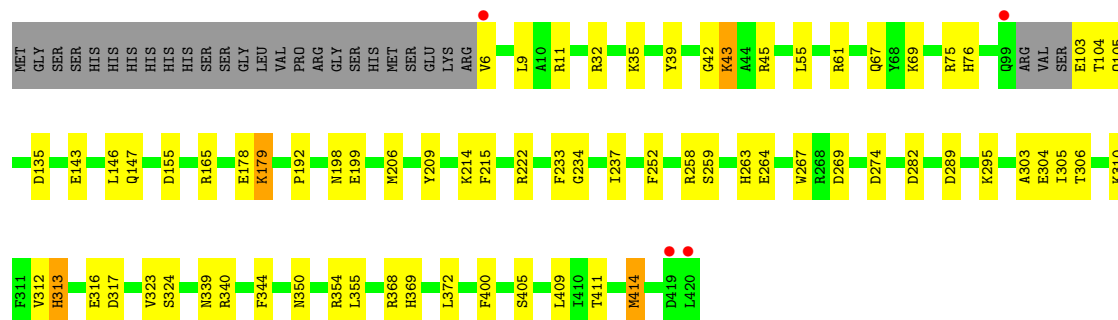 MET GLY SER SER HIS HIS HIS HIS HIS HIS SER SER GLY LEU VAL PRO ARG GLY SER HIS MET SER GLU LYS ARG V6 L9 A10 R11 R32 K35 Y39 G42 K43 A44 R45 L55 R61 Q67 Y68 K69 R75 H76 Q99 ARG VAL SER E103 T104 Q105
D135 E143 L146 Q147 D155 R165 E178 K179 P192 N198 E199 M206 Y209 K214 F215 R222 F233 G234 I237 F252 R258 S259 H263 E264 W267 R268 D269 D274 D282 D289 K295 A303 E304 I305 T306 K310
F311 V312 H313 E316 D317 V323 S324 N339 R340 F344 N350 R354 L355 R368 H369 L372 F400 S405 L409 I410 T411 M414 D419 L420